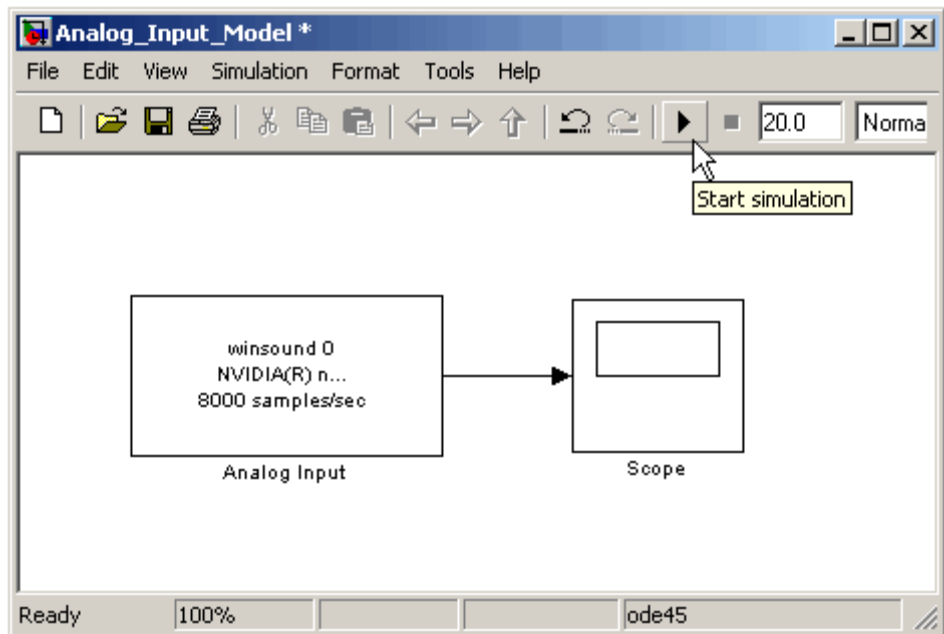 Analog_Input_Model *
File Edit View Simulation Format Tools Help
20.0 Norma
Start simulation
winsound 0
NVIDIA(R) n...
8000 samples/sec
Analog Input
Scope
Ready 100% ode45